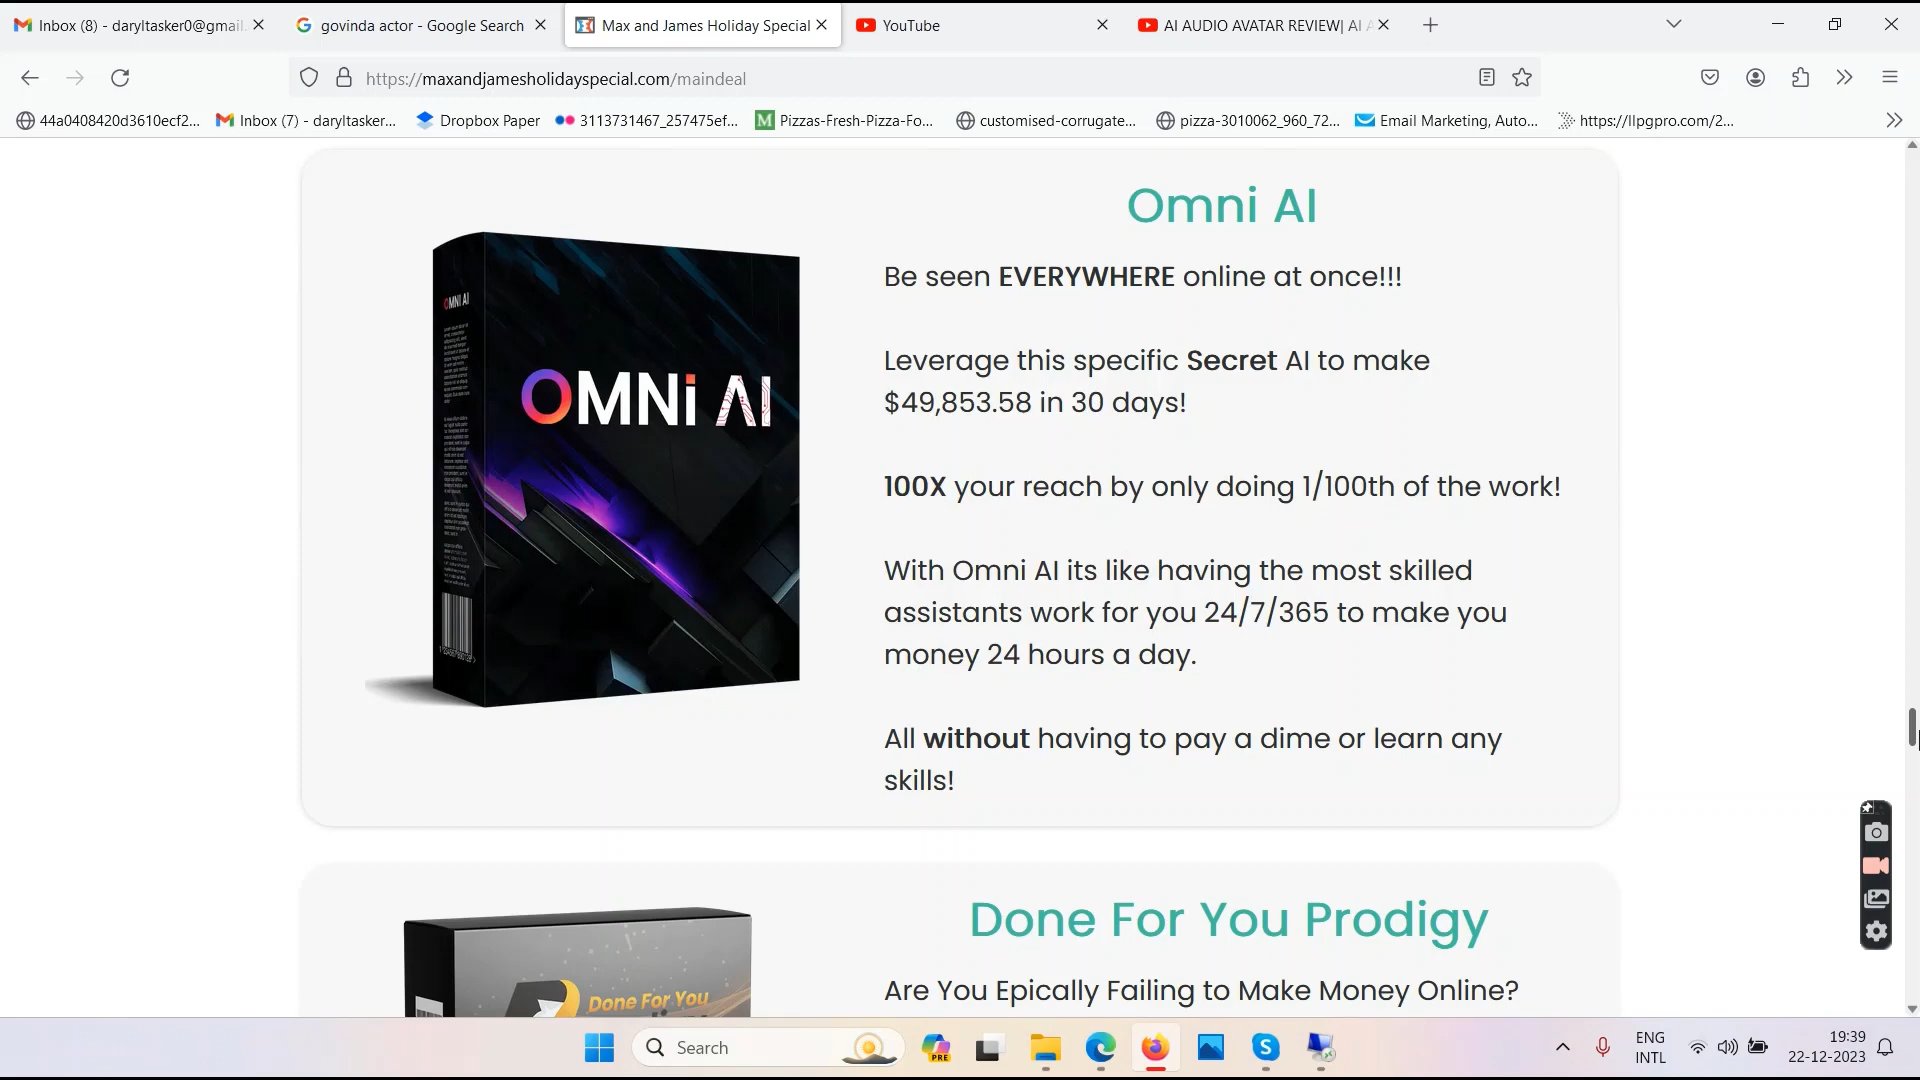 Inbox (8) - daryltasker0@gmail.
govinda actor - Google Search
Max and James Holiday Special
YouTube
AI AUDIO AVATAR REVIEW| AI A
https://maxandjamesholidayspecial.com/maindeal
44a0408420d3610ecf2...
Inbox (7) - daryltasker...
Dropbox Paper
3113731467_257475ef...
Pizzas-Fresh-Pizza-Fo...
customised-corrugate...
pizza-3010062_960_72...
Email Marketing, Auto...
https://llpgpro.com/2...
Omni AI
Be seen EVERYWHERE online at once!!!
Leverage this specific Secret AI to make
$49,853.58 in 30 days!
100X your reach by only doing 1/100th of the work!
With Omni AI its like having the most skilled
assistants work for you 24/7/365 to make you
money 24 hours a day.
All without having to pay a dime or learn any
skills!
OMNI AI
OMNi AI
Done For You Prodigy
Are You Epically Failing to Make Money Online?
Done For You
Search
PRE
ENG
INTL
19:39
22-12-2023